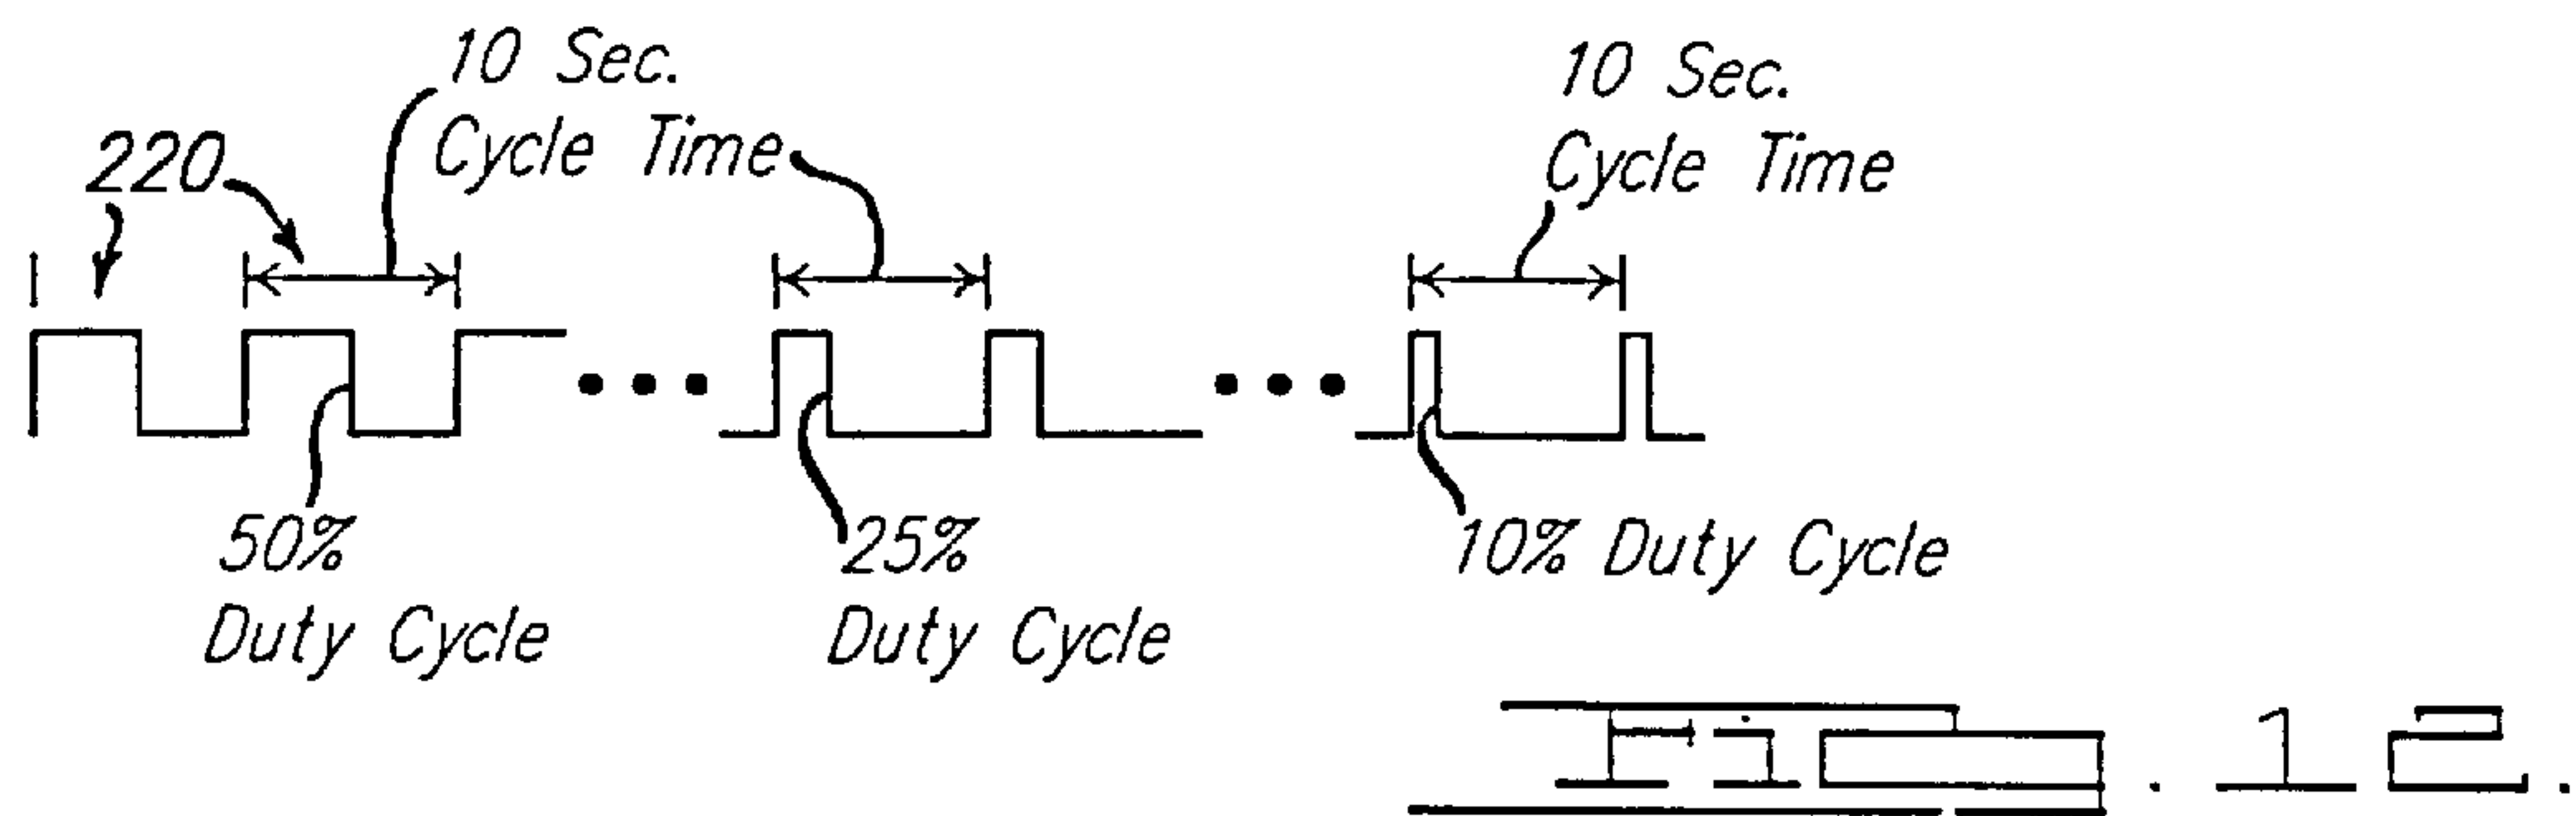 10 Sec.
Cycle Time
10 Sec.
Cycle Time
220
50%
Duty Cycle
25%
Duty Cycle
10% Duty Cycle
Fig. 12.